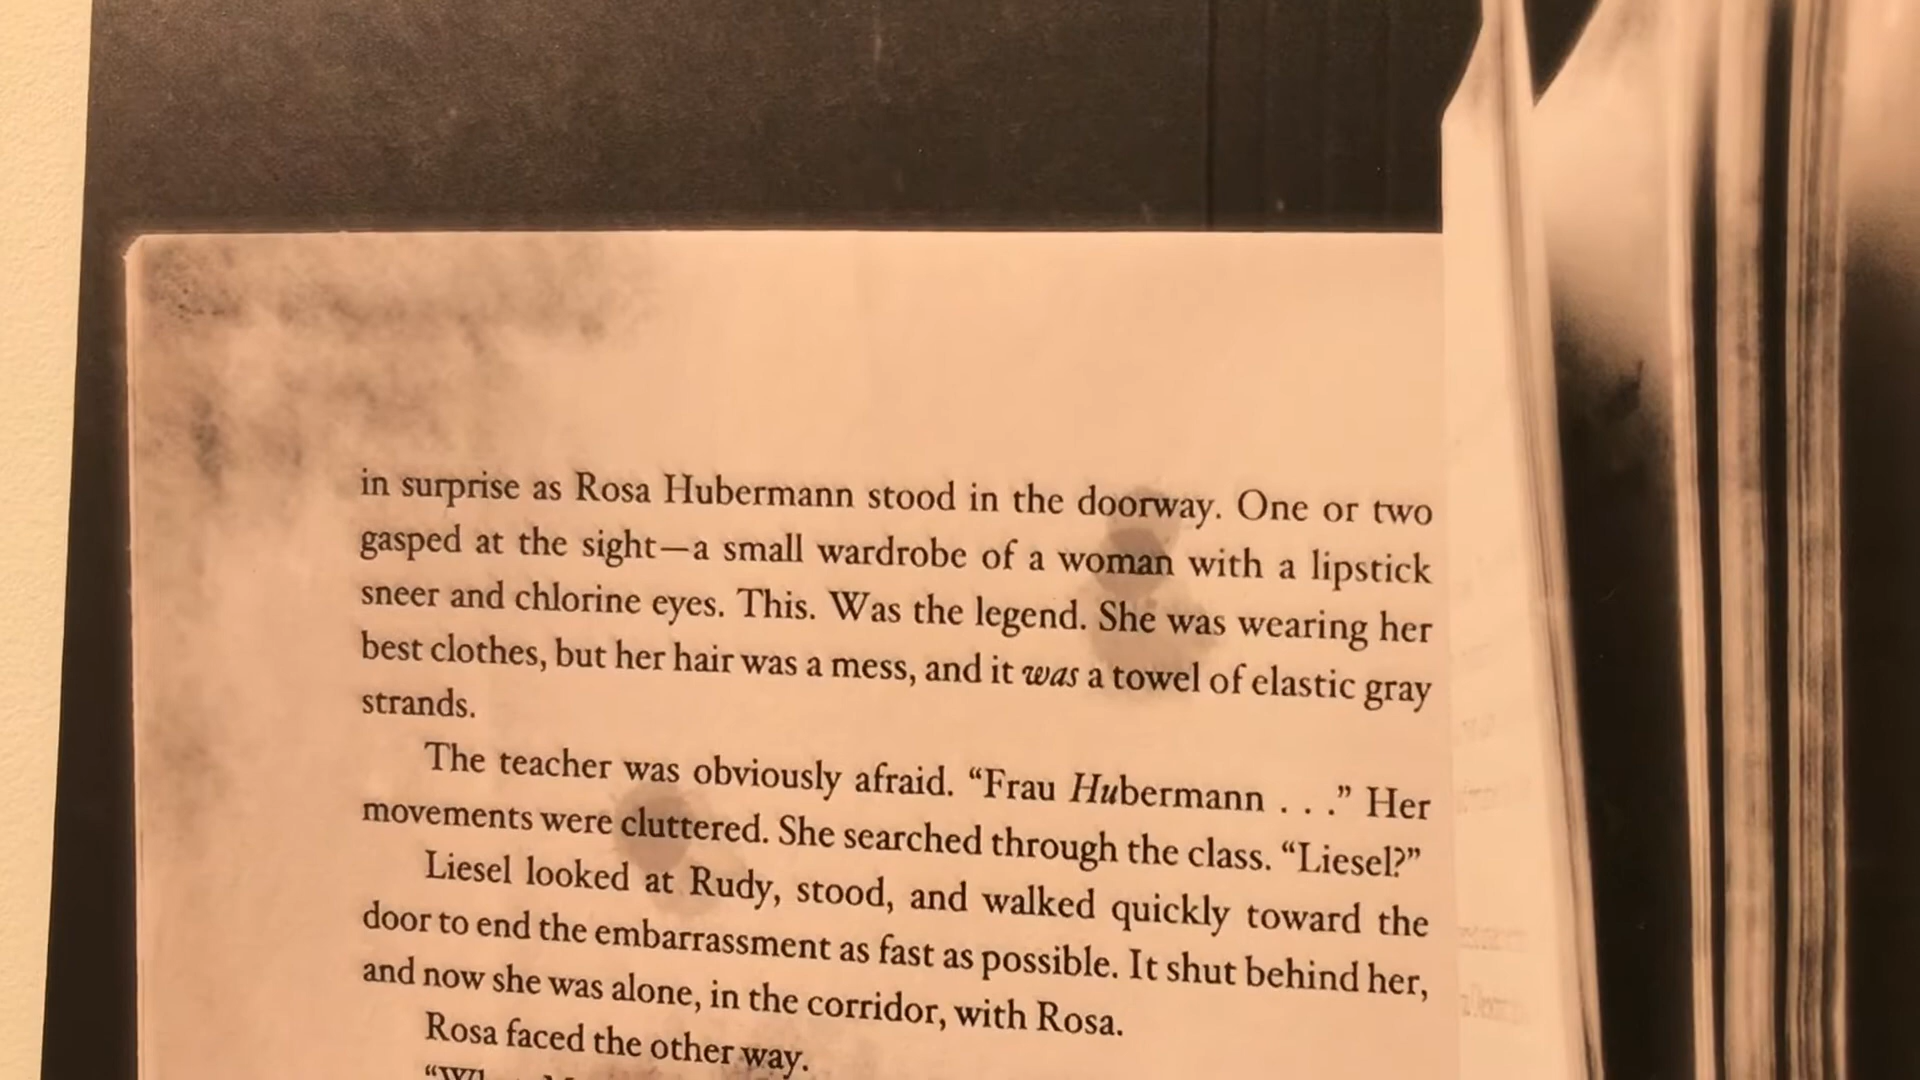 in surprise as Rosa Hubermann stood in the doorway. One or two
gasped at the sight—a small wardrobe of a woman with a lipstick
sneer and chlorine eyes. This. Was the legend. She was wearing her
best clothes, but her hair was a mess, and it was a towel of elastic gray
strands.
The teacher was obviously afraid. “Frau Hubermann . . .” Her
movements were cluttered. She searched through the class. “Liesel?”
Liesel looked at Rudy, stood, and walked quickly toward the
door to end the embarrassment as fast as possible. It shut behind her,
and now she was alone, in the corridor, with Rosa.
Rosa faced the other way.